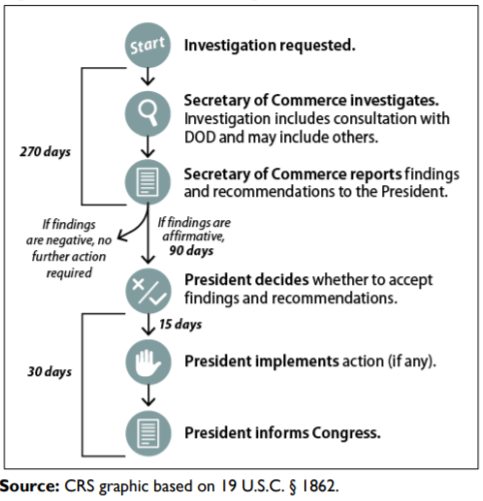 Start
Investigation requested.
Secretary of Commerce investigates.
Investigation includes consultation with
DOD and may include others.
270 days
Secretary of Commerce reports findings
and recommendations to the President.
If findings
are negative, no
further action
required
If findings are
affirmative,
90 days
President decides whether to accept
findings and recommendations.
15 days
President implements action (if any).
30 days
President informs Congress.
Source: CRS graphic based on 19 U.S.C. § 1862.